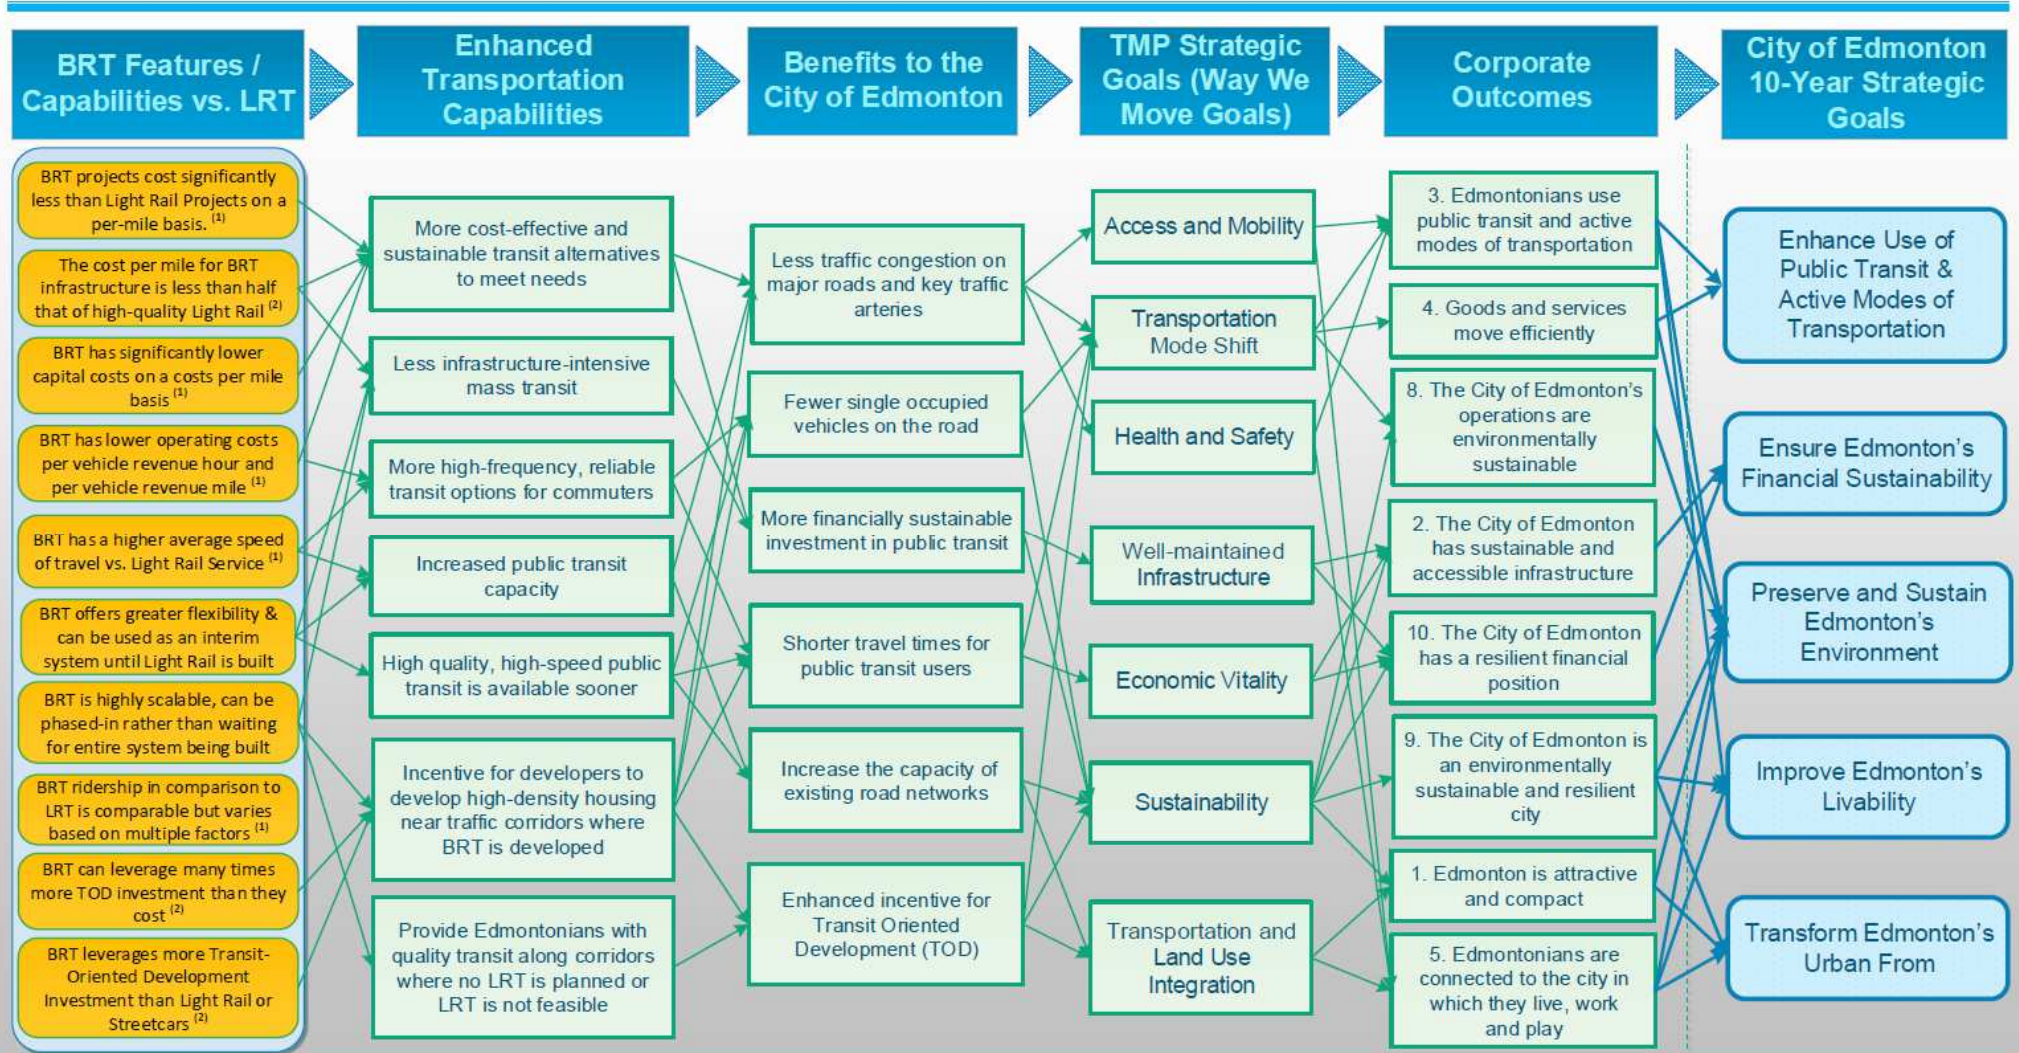 BRT Features /
Capabilities vs. LRT
Enhanced
Transportation
Capabilities
Benefits to the
City of Edmonton
TMP Strategic
Goals (Way We
Move Goals)
Corporate
Outcomes
City of Edmonton
10-Year Strategic
Goals
BRT projects cost significantly
less than Light Rail Projects on a
per-mile basis. (1)
The cost per mile for BRT
infrastructure is less than half
that of high-quality Light Rail (2)
BRT has significantly lower
capital costs on a costs per mile
basis (1)
BRT has lower operating costs
per vehicle revenue hour and
per vehicle revenue mile (1)
BRT has a higher average speed
of travel vs. Light Rail Service (1)
BRT offers greater flexibility &
can be used as an interim
system until Light Rail is built
BRT is highly scalable, can be
phased-in rather than waiting
for entire system being built
BRT ridership in comparison to
LRT is comparable but varies
based on multiple factors (1)
BRT can leverage many times
more TOD investment than they
cost (2)
BRT leverages more Transit-
Oriented Development
Investment than Light Rail or
Streetcars (2)
More cost-effective and
sustainable transit alternatives
to meet needs
Less infrastructure-intensive
mass transit
More high-frequency, reliable
transit options for commuters
Increased public transit
capacity
High quality, high-speed public
transit is available sooner
Incentive for developers to
develop high-density housing
near traffic corridors where
BRT is developed
Provide Edmontonians with
quality transit along corridors
where no LRT is planned or
LRT is not feasible
Less traffic congestion on
major roads and key traffic
arteries
Fewer single occupied
vehicles on the road
More financially sustainable
investment in public transit
Shorter travel times for
public transit users
Increase the capacity of
existing road networks
Enhanced incentive for
Transit Oriented
Development (TOD)
Access and Mobility
Transportation
Mode Shift
Health and Safety
Well-maintained
Infrastructure
Economic Vitality
Sustainability
Transportation and
Land Use
Integration
3. Edmontonians use
public transit and active
modes of transportation
4. Goods and services
move efficiently
8. The City of Edmonton's
operations are
environmentally
sustainable
2. The City of Edmonton
has sustainable and
accessible infrastructure
10. The City of Edmonton
has a resilient financial
position
9. The City of Edmonton is
an environmentally
sustainable and resilient
city
1. Edmonton is attractive
and compact
5. Edmontonians are
connected to the city in
which they live, work
and play
Enhance Use of
Public Transit &
Active Modes of
Transportation
Ensure Edmonton's
Financial Sustainability
Preserve and Sustain
Edmonton's
Environment
Improve Edmonton's
Livability
Transform Edmonton's
Urban From